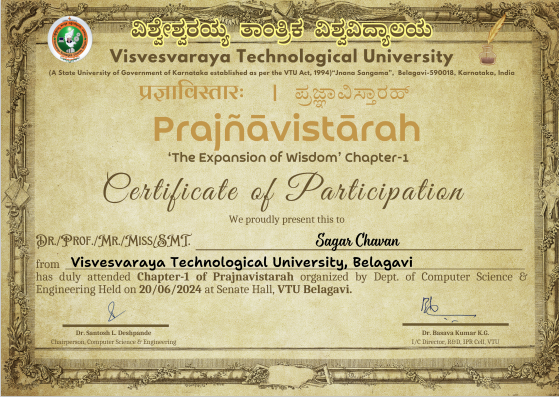 ವಿಶ್ವೇಶ್ವರಯ್ಯ ತಾಂತ್ರಿಕ ವಿಶ್ವವಿದ್ಯಾಲಯ
Visvesvaraya Technological University
(A State University of Government of Karnataka established as per the VTU Act, 1994)"Jnana Sangama", Belagavi-590018, Karnataka, India
प्रज्ञाविस्तारः | ಪ್ರಜ್ಞಾವಿಸ್ತಾರಹ್
Prajñāvistārah
'The Expansion of Wisdom' Chapter-1
Certificate of Participation
We proudly present this to
DR./PROF./MR./MISS/SMT. Sagar Chavan
from Visvesvaraya Technological University, Belagavi
has duly attended Chapter-1 of Prajnavistarah organized by Dept. of Computer Science &
Engineering Held on 20/06/2024 at Senate Hall, VTU Belagavi.
Dr. Santosh L. Deshpande Dr. Basava Kumar K.G.
Chairperson, Computer Science & Engineering I/C Director, R&D, IPR Cell, VTU